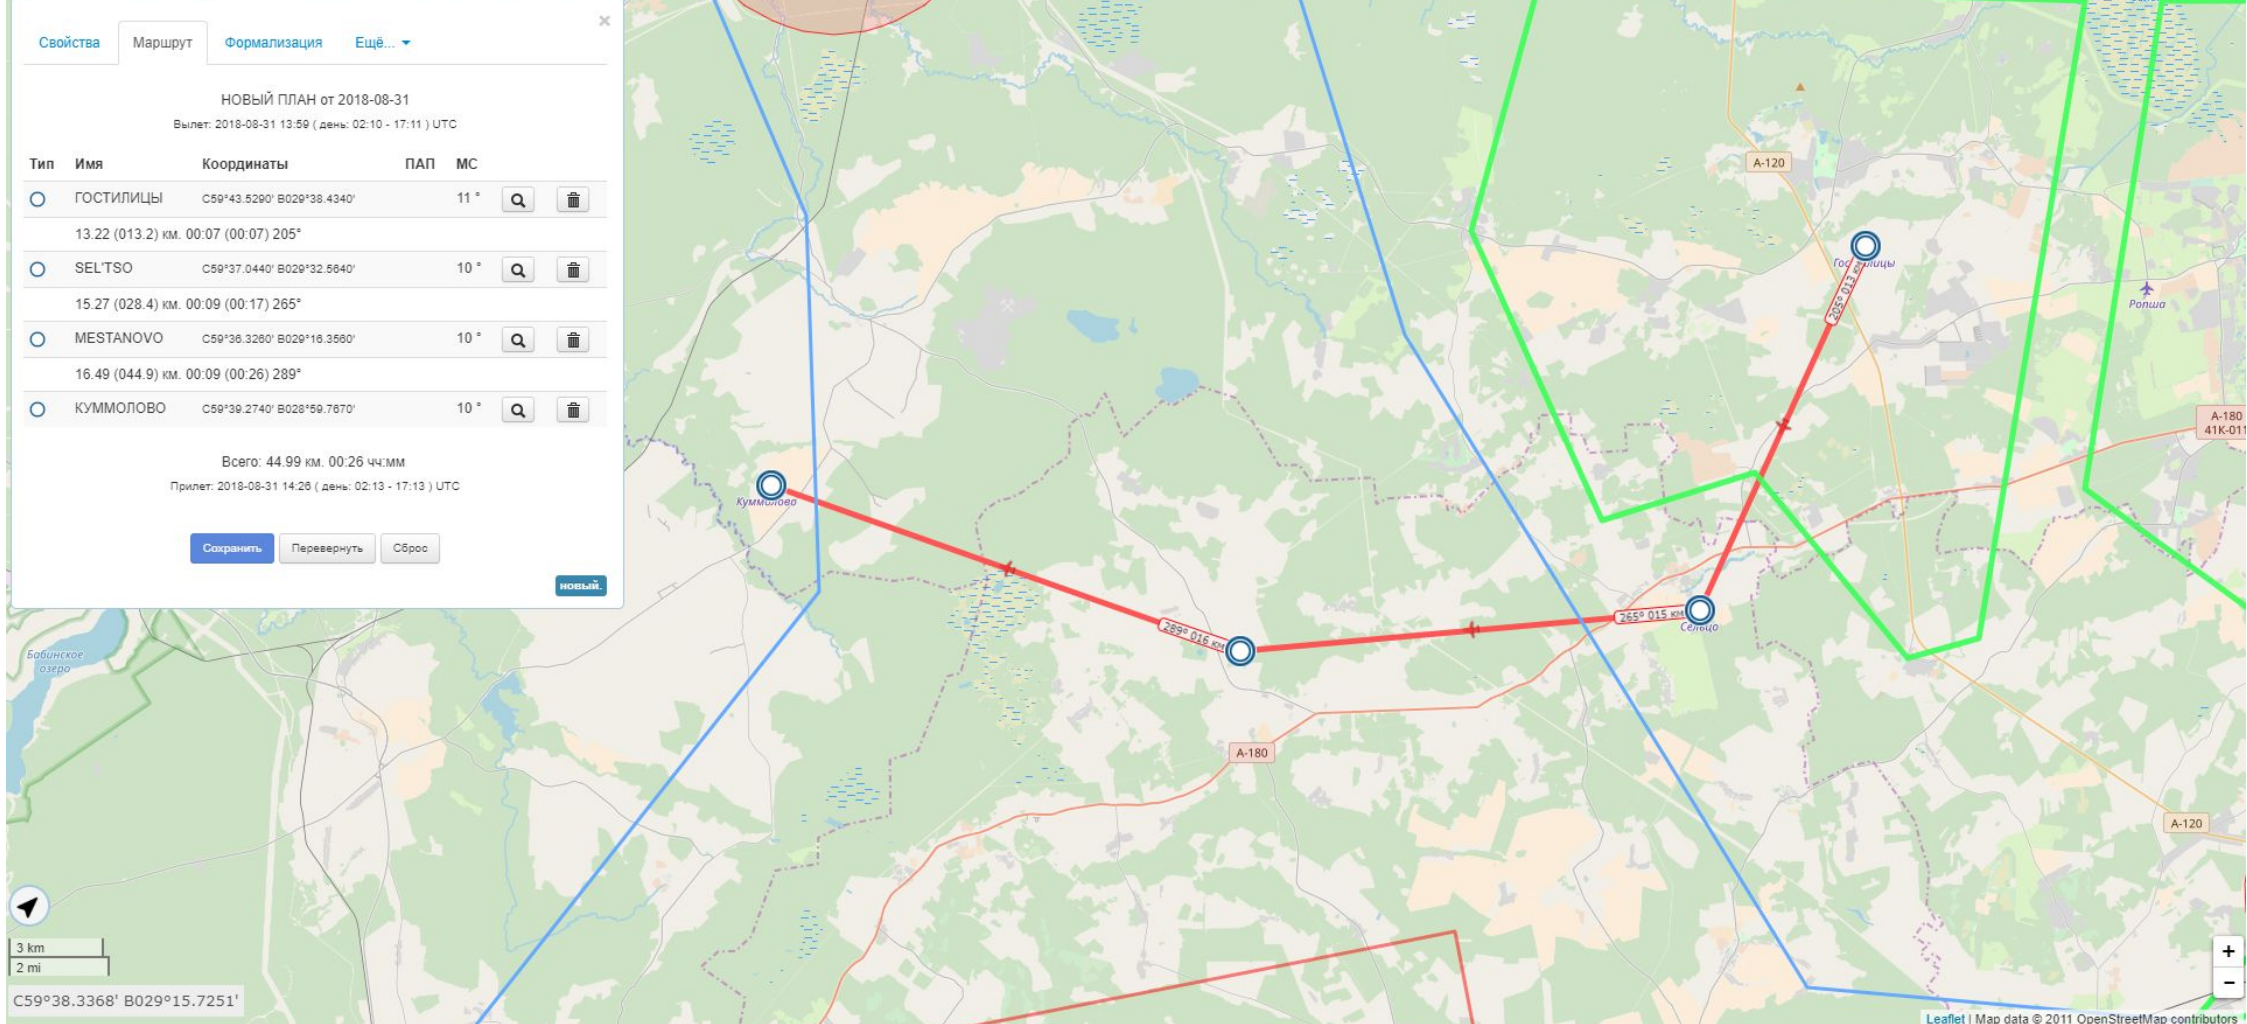 ×
Свойства Маршрут Формализация Ещё...
НОВЫЙ ПЛАН от 2018-08-31
Вылет: 2018-08-31 13:59 ( день: 02:10 - 17:11 ) UTC
Тип Имя Координаты ПАП МС
ГОСТИЛИЦЫ С59°43.5290' В029°38.4340' 11 °
13.22 (013.2) км. 00:07 (00:07) 205°
SEL'TSO С59°37.0440' В029°32.5640' 10 °
15.27 (028.4) км. 00:09 (00:17) 265°
MESTANOVO С59°36.3260' В029°16.3560' 10 °
16.49 (044.9) км. 00:09 (00:26) 289°
КУММОЛОВО С59°39.2740' В028°59.7670' 10 °
Всего: 44.99 км. 00:26 чч:мм
Прилет: 2018-08-31 14:26 ( день: 02:13 - 17:13 ) UTC
Сохранить Перевернуть Сброс
новый.
А-120
Гостилицы
205° 013 км
Ропша
А-180
41К-011
Куммолово
289° 016 км
265° 015 км
Сельцо
Бабинское
озеро
А-180
А-120
3 km
2 mi
С59°38.3368' В029°15.7251'
+
−
Leaflet | Map data © 2011 OpenStreetMap contributors